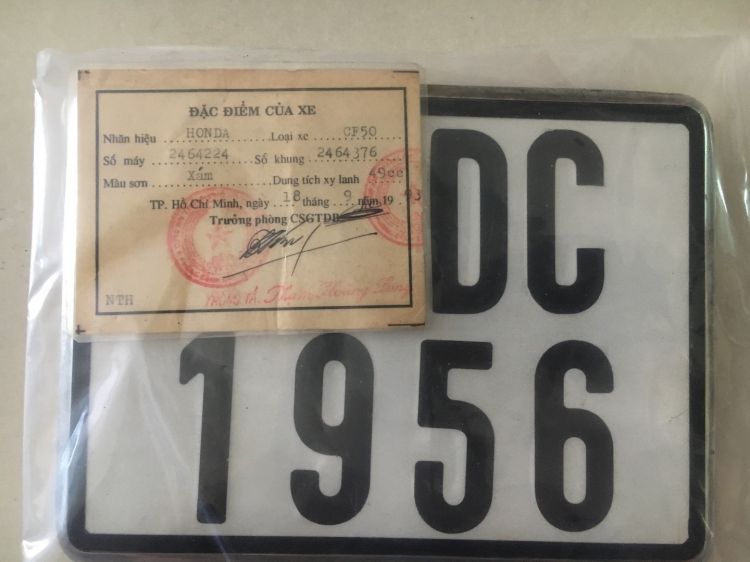 ĐẶC ĐIỂM CỦA XE
Nhãn hiệu HONDA Loại xe CF50
Số máy 2464224 Số khung 2464376
Màu sơn Xám Dung tích xy lanh 49cc
TP. Hồ Chí Minh, ngày 18 tháng 9 năm 19 93
Trưởng phòng CSGTĐB
NTH
DC
1956